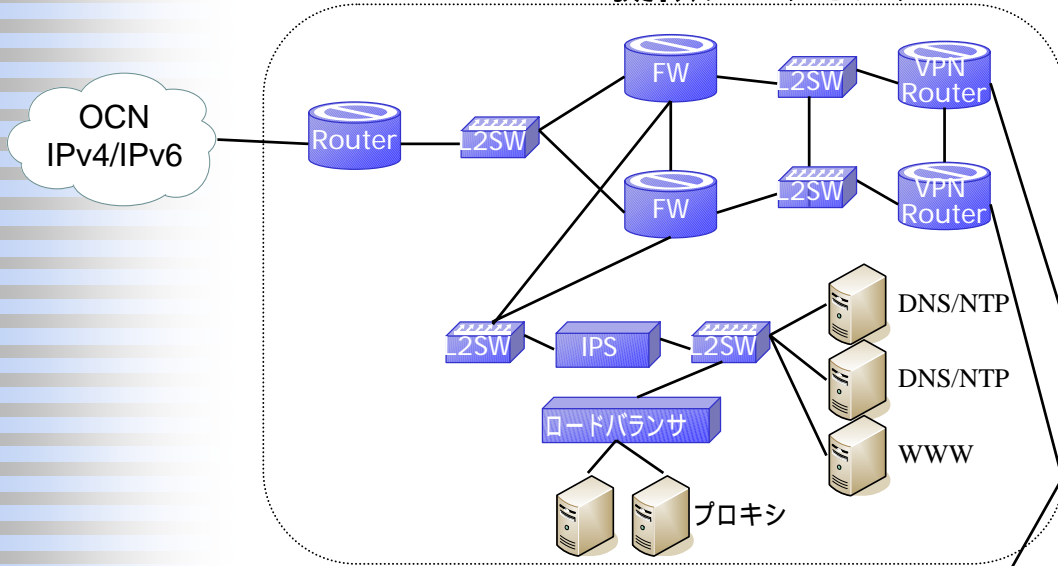 OCN
IPv4/IPv6
Router
L2SW
FW
FW
L2SW
L2SW
VPN
Router
VPN
Router
L2SW
IPS
L2SW
DNS/NTP
DNS/NTP
WWW
ロードバランサ
プロキシ